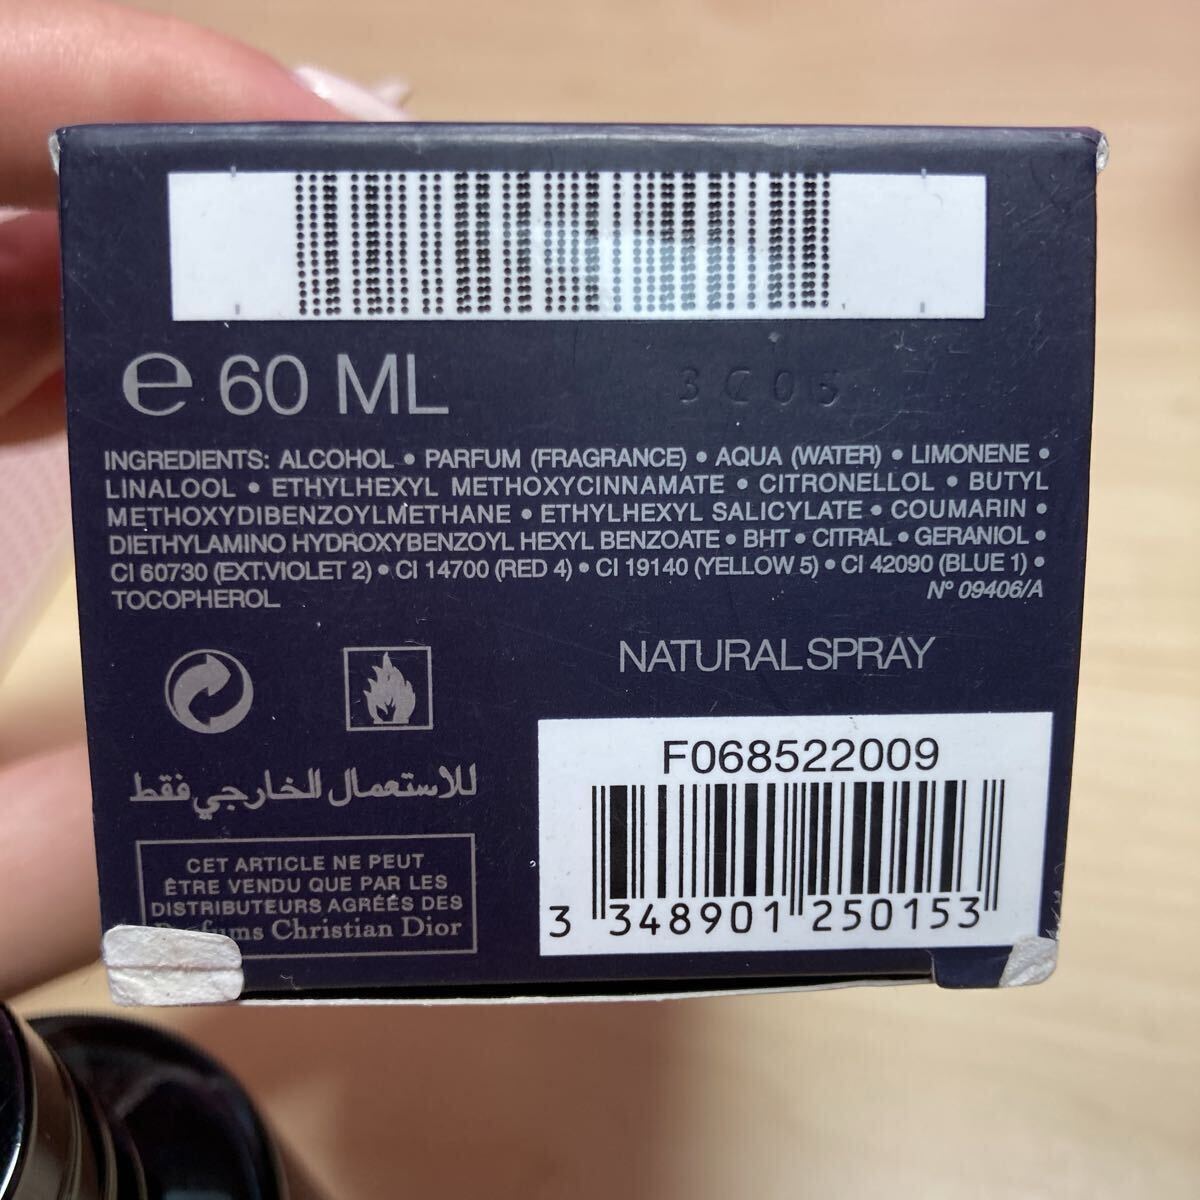 ℮ 60 ML
3C05
INGREDIENTS: ALCOHOL • PARFUM (FRAGRANCE) • AQUA (WATER) • LIMONENE •
LINALOOL • ETHYLHEXYL METHOXYCINNAMATE • CITRONELLOL • BUTYL
METHOXYDIBENZOYLMETHANE • ETHYLHEXYL SALICYLATE • COUMARIN •
DIETHYLAMINO HYDROXYBENZOYL HEXYL BENZOATE • BHT • CITRAL • GERANIOL •
CI 60730 (EXT.VIOLET 2) • CI 14700 (RED 4) • CI 19140 (YELLOW 5) • CI 42090 (BLUE 1) •
TOCOPHEROL
N° 09406/A
NATURAL SPRAY
للاستعمال الخارجي فقط
CET ARTICLE NE PEUT
ÊTRE VENDU QUE PAR LES
DISTRIBUTEURS AGRÉÉS DES
Parfums Christian Dior
F068522009
3 348901 250153